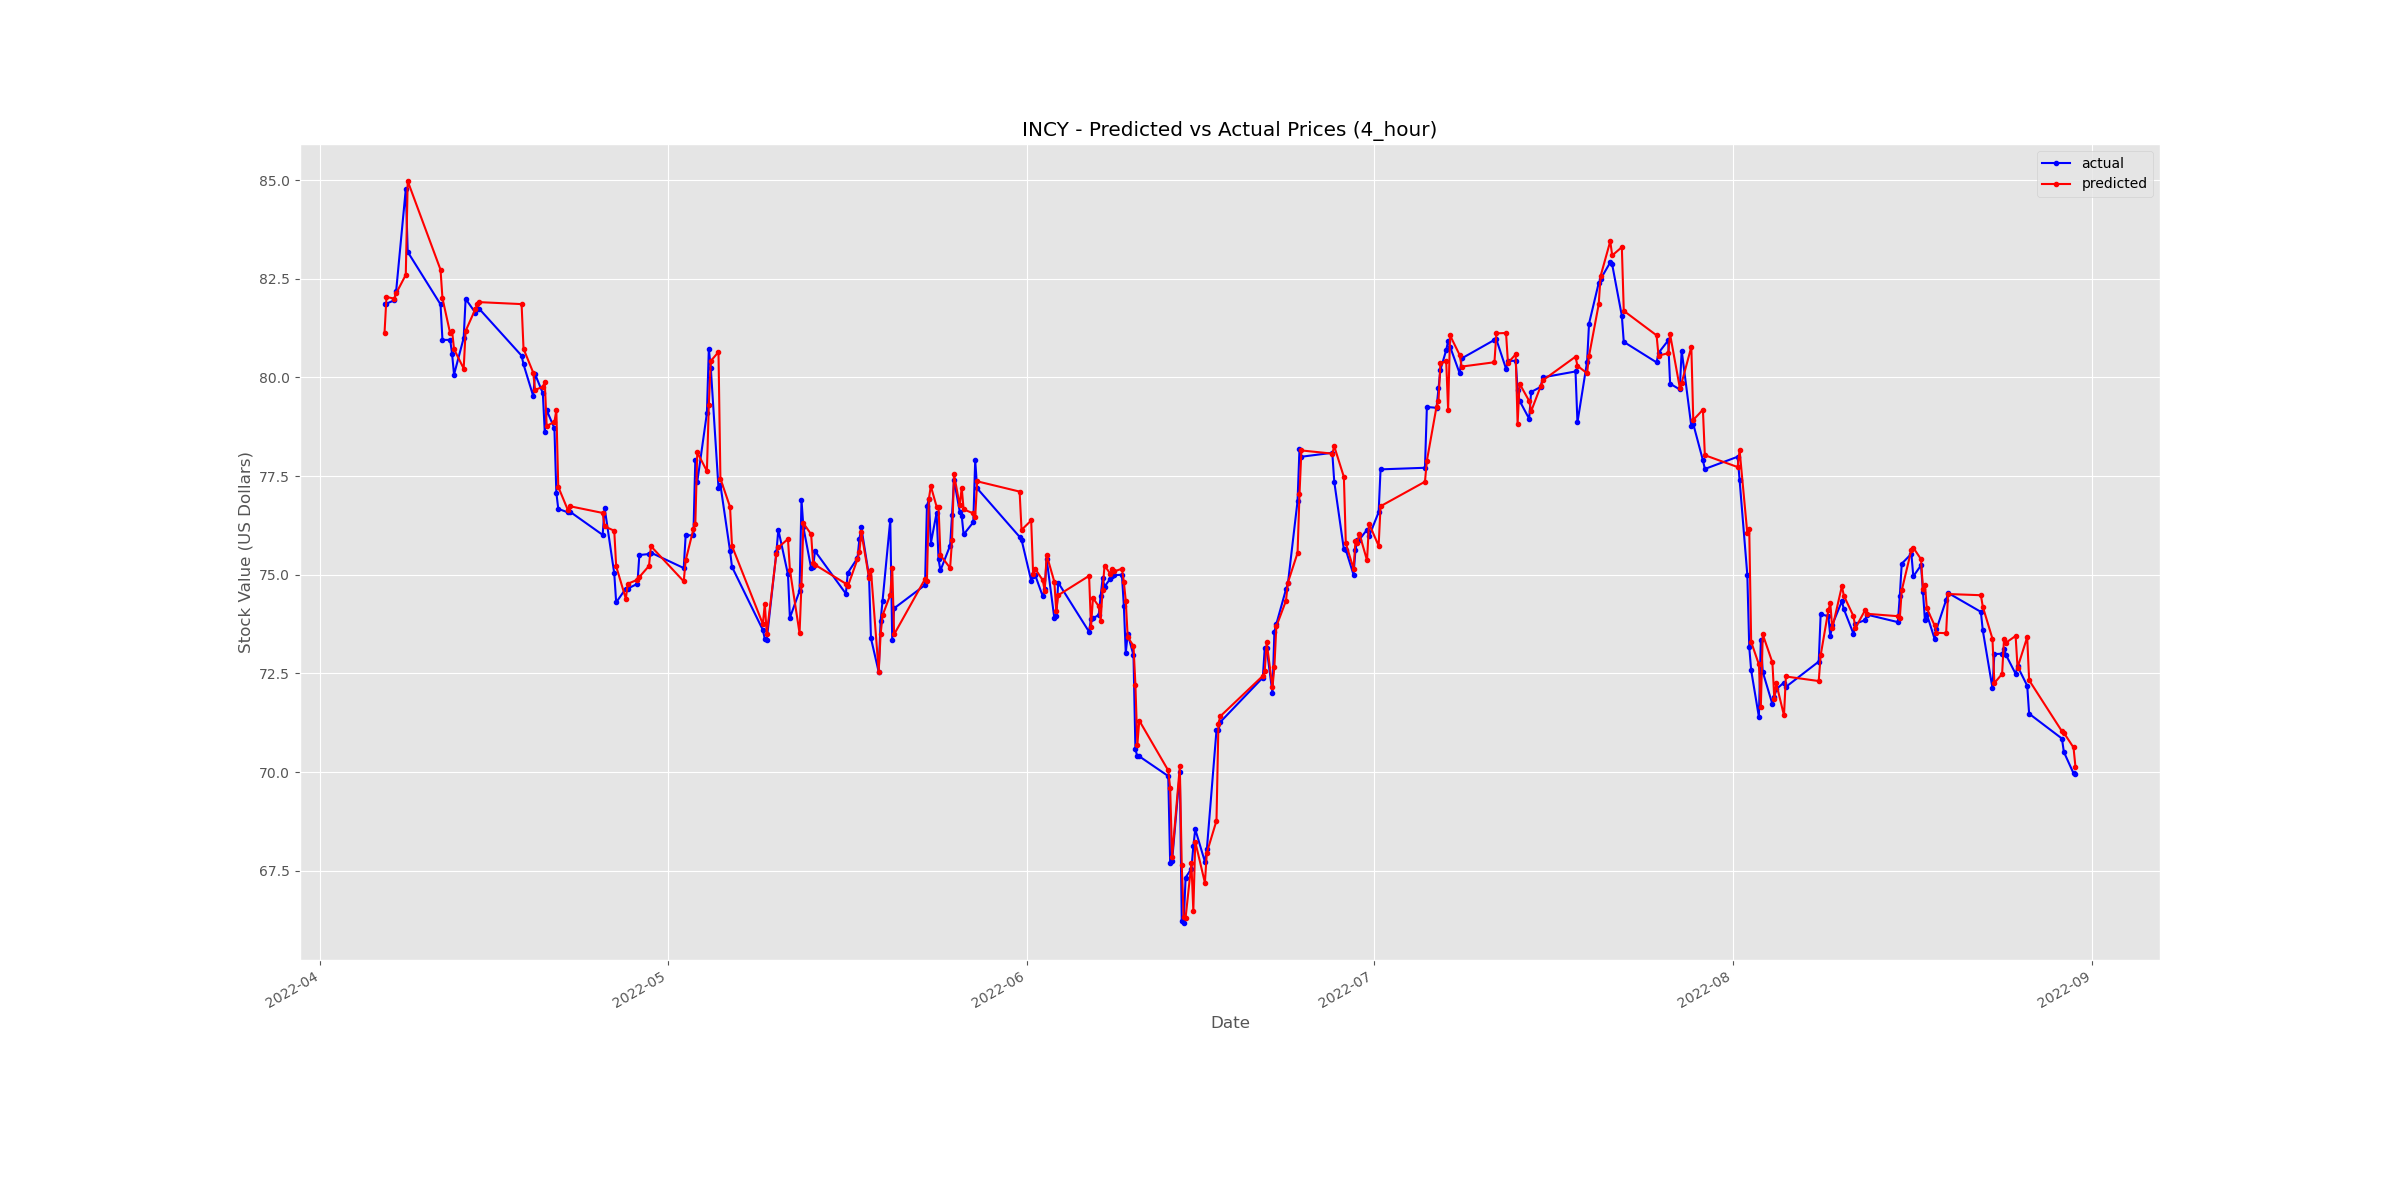 INCY - Predicted vs Actual Prices (4_hour)
actual
predicted
85.0
82.5
80.0
77.5
75.0
72.5
70.0
67.5
Stock Value (US Dollars)
2022-04
2022-05
2022-06
2022-07
2022-08
2022-09
Date